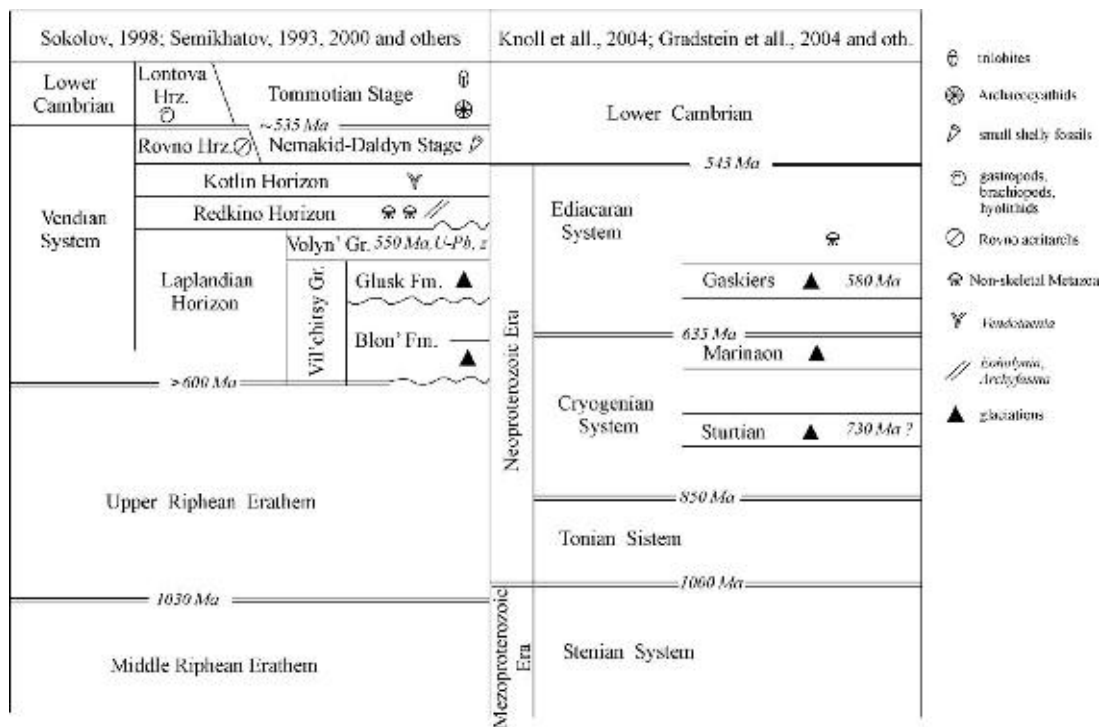 Sokolov, 1998; Semikhatov, 1993, 2000 and others
Knoll et all., 2004; Gradstein et all., 2004 and oth.
Lower
Cambrian
Lontova
Hrz.
Tommotian Stage
~535 Ma
Rovno Hrz.
Nemakid-Daldyn Stage
Kotlin Horizon
Redkino Horizon
Vendian
System
Volyn' Gr. 550 Ma, U-Pb, z
Laplandian
Horizon
Vil'chitsy Gr.
Glusk Fm.
Blon' Fm.
>600 Ma
Upper Riphean Erathem
1030 Ma
Middle Riphean Erathem
Lower Cambrian
543 Ma
Neoproterozoic Era
Ediacaran
System
Gaskiers
580 Ma
635 Ma
Marinaon
Cryogenian
System
Sturtian
730 Ma ?
850 Ma
Tonian Sistem
1000 Ma
Mezoproterozoic
Era
Stenian System
trilobites
Archaeocyathids
small shelly fossils
gastropods,
brachiopods,
hyolithids
Rovno acritarchs
Non-skeletal Metazoa
Vendotaenia
glaciations